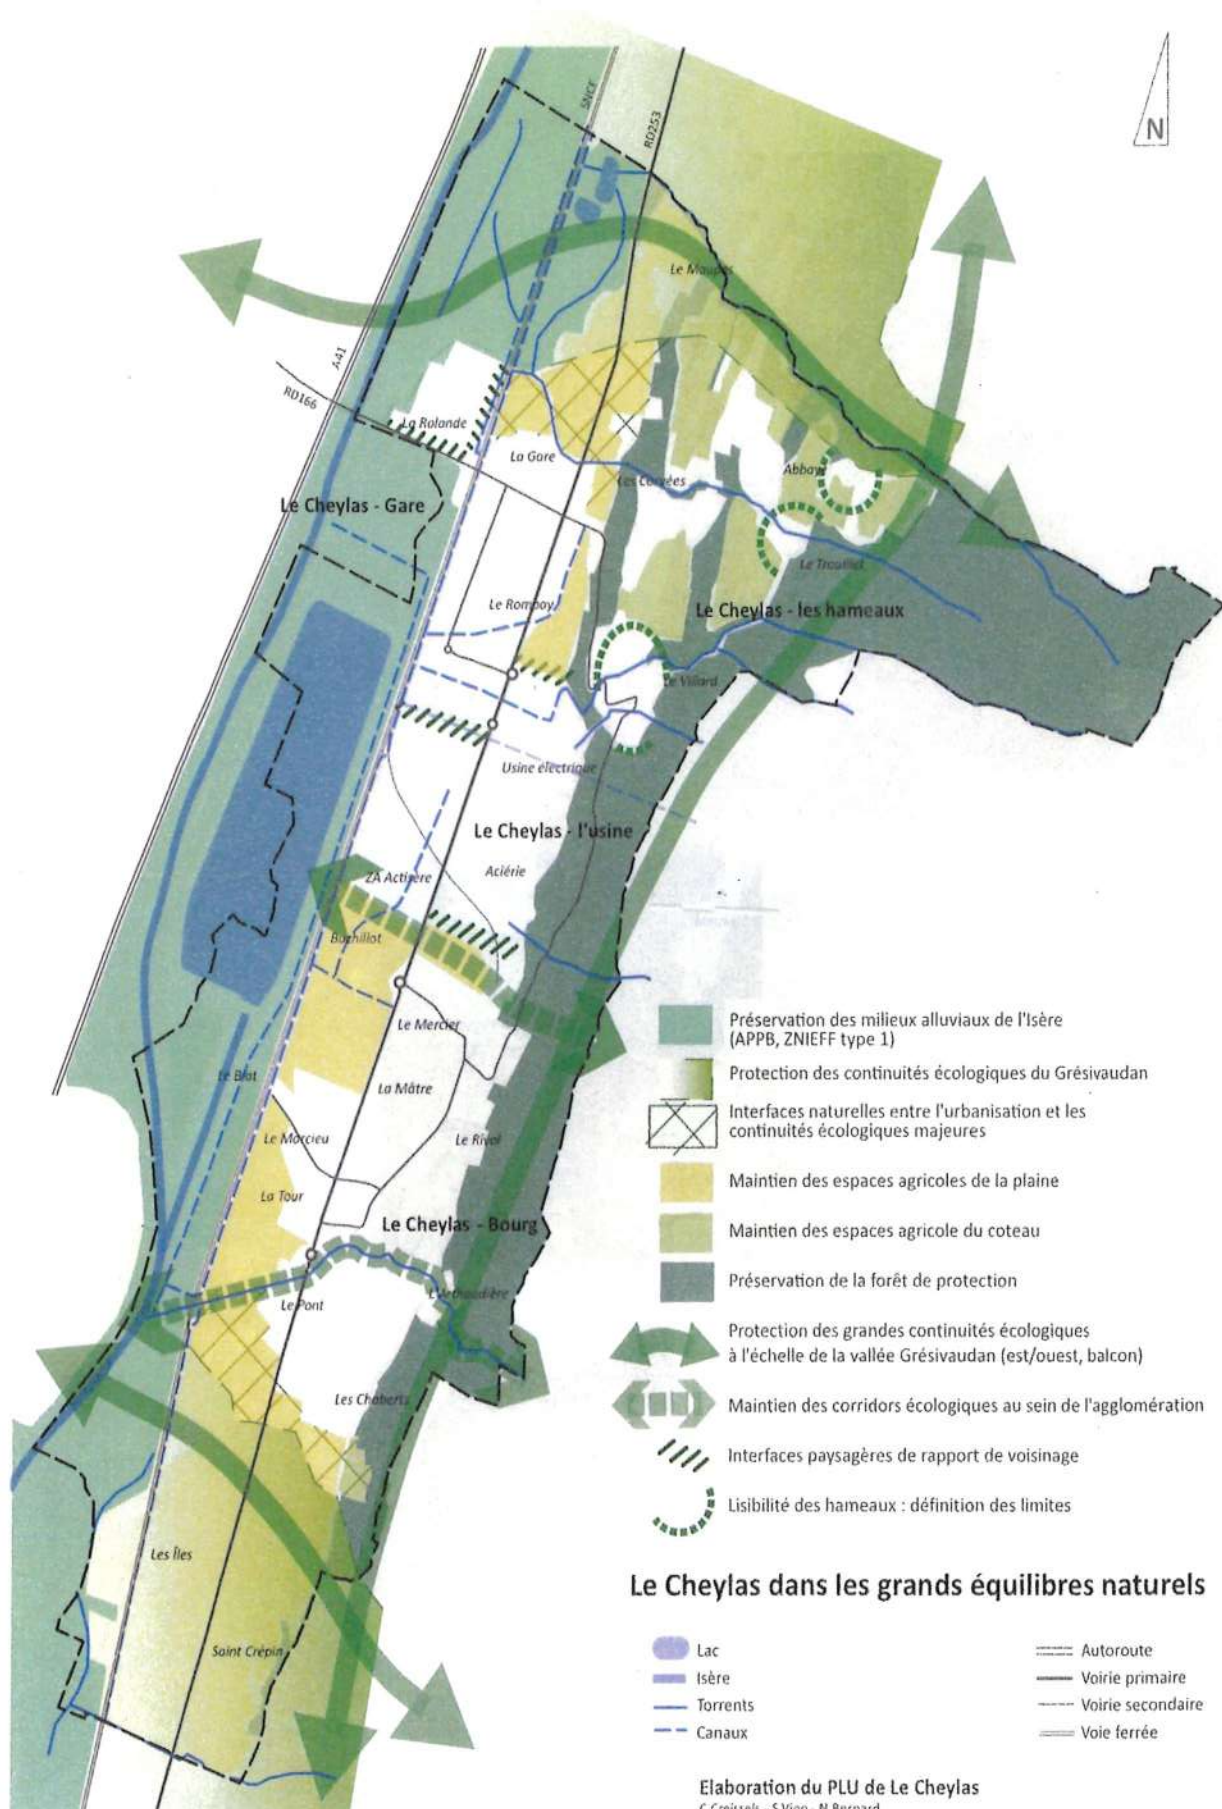 N
SNCF
RD253
Le Maupas
A41
RD166
La Rolande
La Gare
Les Corvées
Abbaye
Le Cheylas - Gare
Le Trouillet
Le Rompay
Le Cheylas - les hameaux
Le Villard
Usine électrique
Le Cheylas - l'usine
ZA Actisère
Aciérie
Buchillot
Le Mercier
Le Blat
La Mâtre
Le Marcieu
Le Rival
La Tour
Le Cheylas - Bourg
Le Pont
L'Arthaudière
Les Chaberts
Les Îles
Saint Crépin
Préservation des milieux alluviaux de l'Isère
(APPB, ZNIEFF type 1)
Protection des continuités écologiques du Grésivaudan
Interfaces naturelles entre l'urbanisation et les
continuités écologiques majeures
Maintien des espaces agricoles de la plaine
Maintien des espaces agricole du coteau
Préservation de la forêt de protection
Protection des grandes continuités écologiques
à l'échelle de la vallée Grésivaudan (est/ouest, balcon)
Maintien des corridors écologiques au sein de l'agglomération
Interfaces paysagères de rapport de voisinage
Lisibilité des hameaux : définition des limites
Le Cheylas dans les grands équilibres naturels
Lac
Isère
Torrents
Canaux
Autoroute
Voirie primaire
Voirie secondaire
Voie ferrée
Elaboration du PLU de Le Cheylas